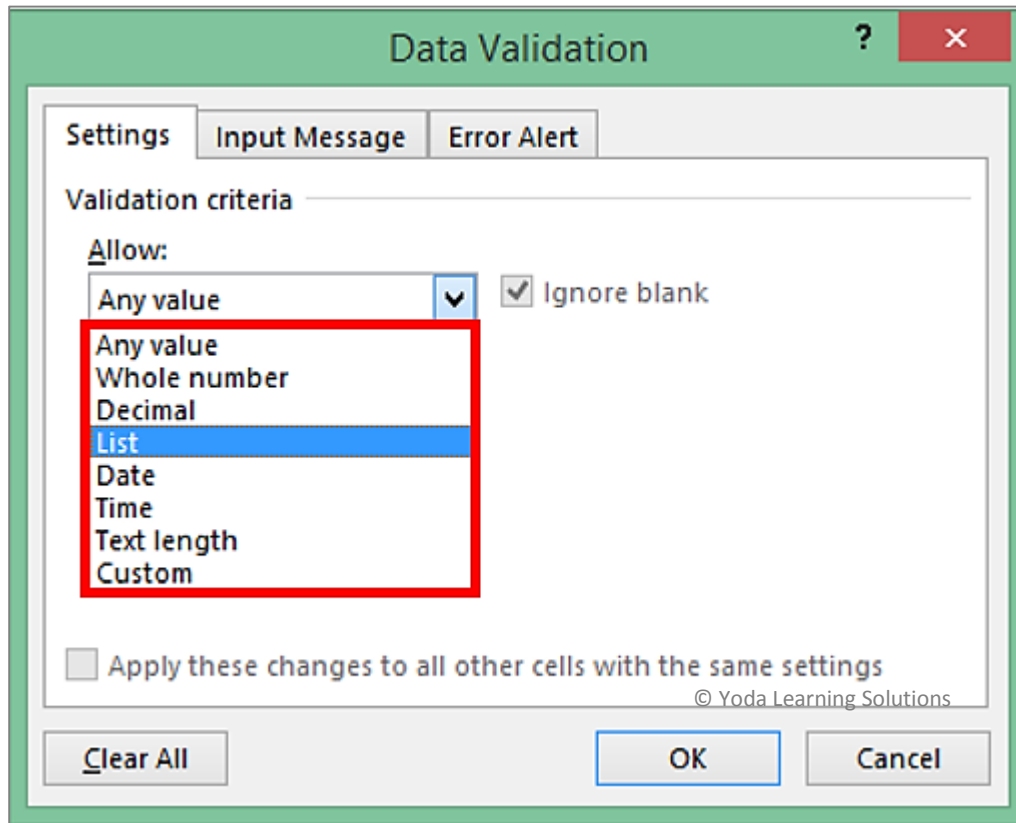 Data Validation ?
Settings Input Message Error Alert
Validation criteria
Allow:
Any value Ignore blank
Any value
Whole number
Decimal
List
Date
Time
Text length
Custom
Apply these changes to all other cells with the same settings
© Yoda Learning Solutions
Clear All OK Cancel